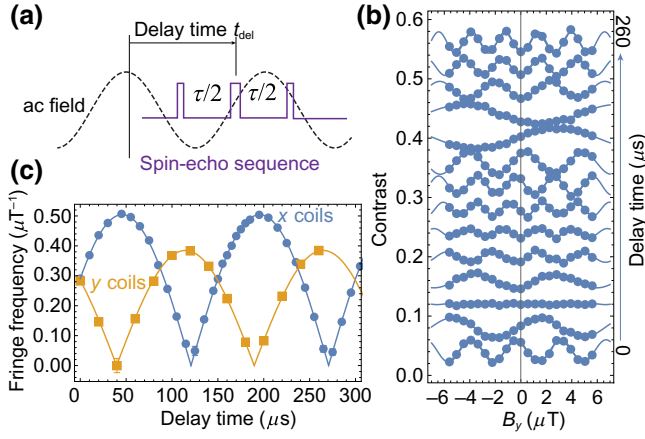 (a)
Delay time t_del
ac field
τ/2 τ/2
Spin-echo sequence
(b)
0.6
0.5
0.4
0.3
0.2
0.1
0.0
Contrast
−6 −4 −2 0 2 4 6
B_y (μT)
260
Delay time (μs)
0
(c)
0.50
0.40
0.30
0.20
0.10
0.00
Fringe frequency (μT⁻¹)
x coils
y coils
0 50 100 150 200 250 300
Delay time (μs)